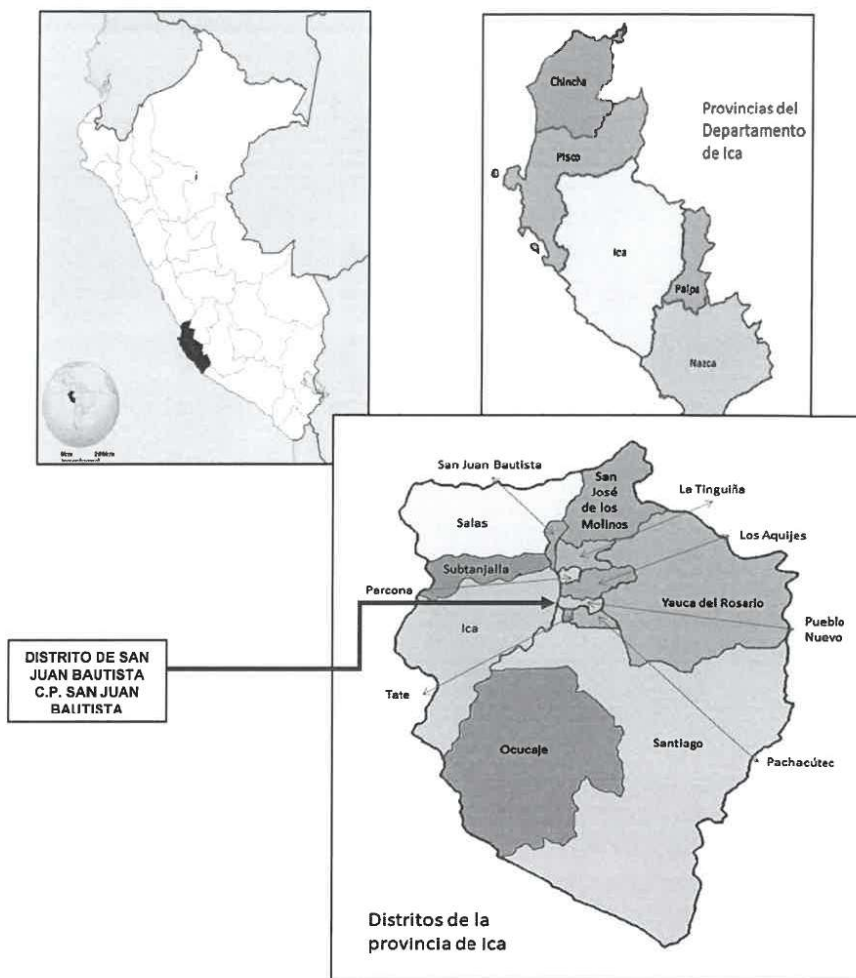 0km 200km
Chincha
Pisco
Ica
Palpa
Nazca
Provincias del
Departamento
de Ica
San Juan Bautista
San
José
de los
Molinos
La Tinguiña
Salas
Los Aquijes
Subtanjalla
Parcona
Yauca del Rosario
Ica
Pueblo
Nuevo
DISTRITO DE SAN
JUAN BAUTISTA
C.P. SAN JUAN
BAUTISTA
Tate
Ocucaje
Santiago
Pachacútec
Distritos de la
provincia de Ica